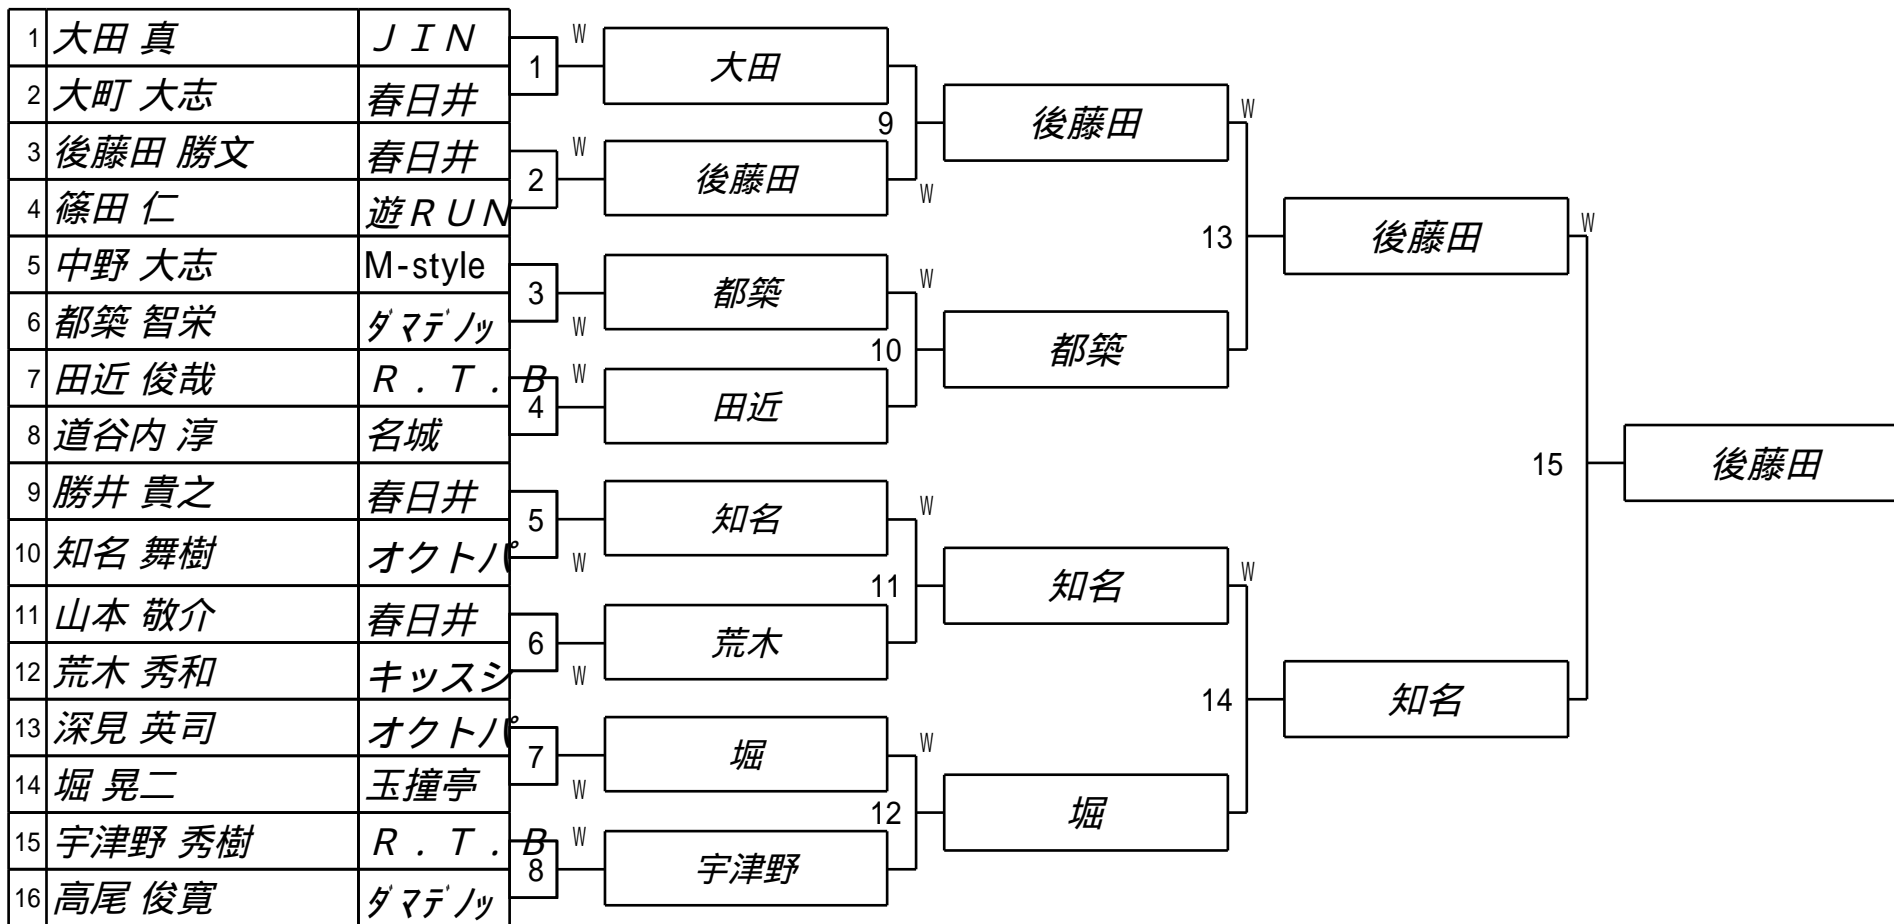 1 大田 真 ＪＩＮ
2 大町 大志 春日井
3 後藤田 勝文 春日井
4 篠田 仁 遊ＲＵＮ
5 中野 大志 M-style
6 都築 智栄 ﾀﾞﾏﾃﾞﾉｯ
7 田近 俊哉 Ｒ．Ｔ．Ｂ
8 道谷内 淳 名城
9 勝井 貴之 春日井
10 知名 舞樹 オクトパ
11 山本 敬介 春日井
12 荒木 秀和 キッスシ
13 深見 英司 オクトパ
14 堀 晃二 玉撞亭
15 宇津野 秀樹 Ｒ．Ｔ．Ｂ
16 高尾 俊寛 ﾀﾞﾏﾃﾞﾉｯ
1 W
2 W
3 W
4 W
5 W
6 W
7 W
8 W
大田
後藤田 W
都築 W
田近
知名 W
荒木
堀 W
宇津野
9
10
11
12
後藤田 W
都築
知名 W
堀
13
14
後藤田 W
知名
15
後藤田